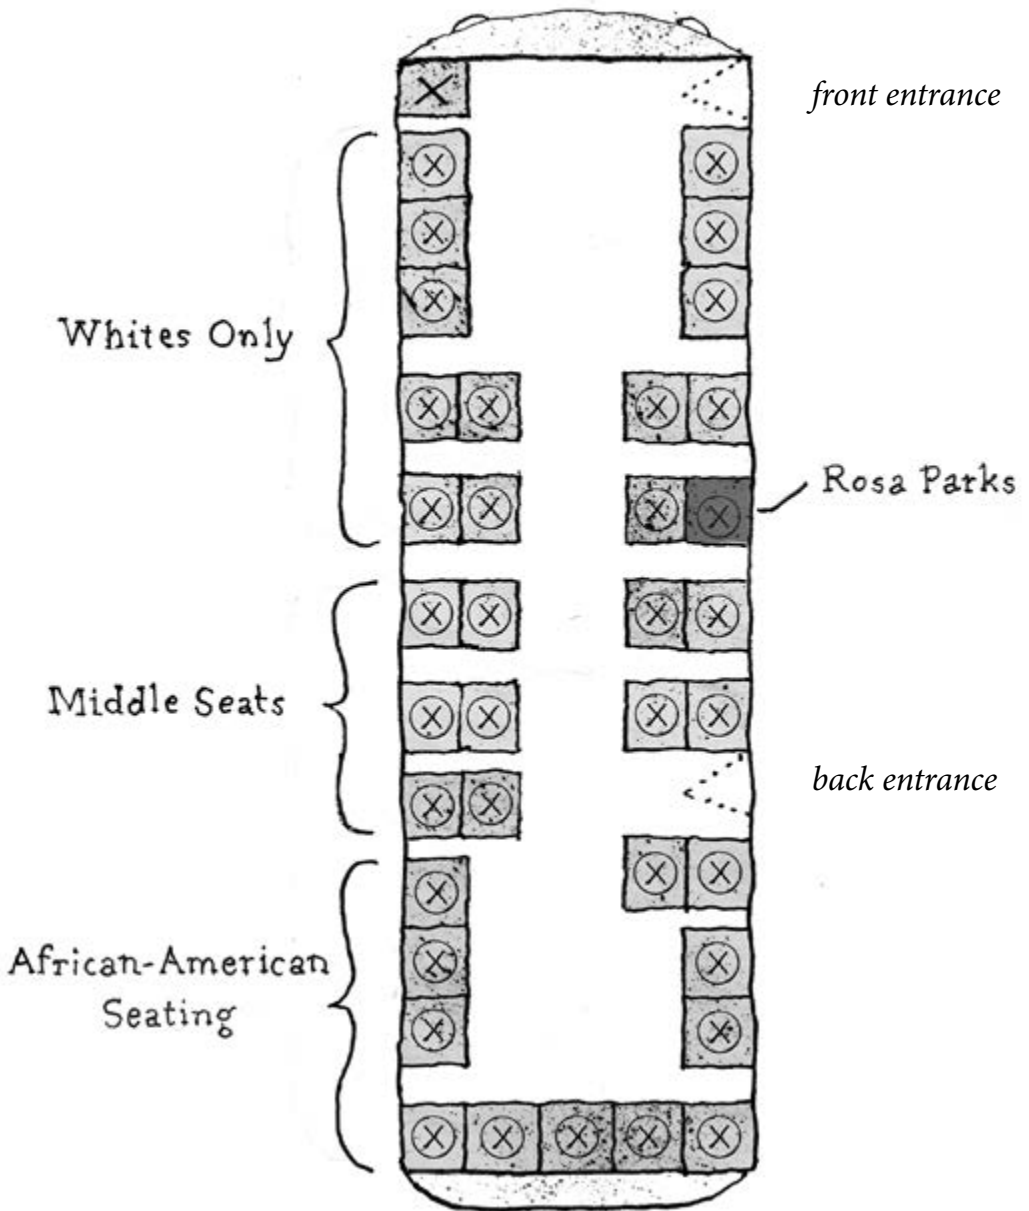 front entrance
Whites Only
Rosa Parks
Middle Seats
back entrance
African-American
Seating